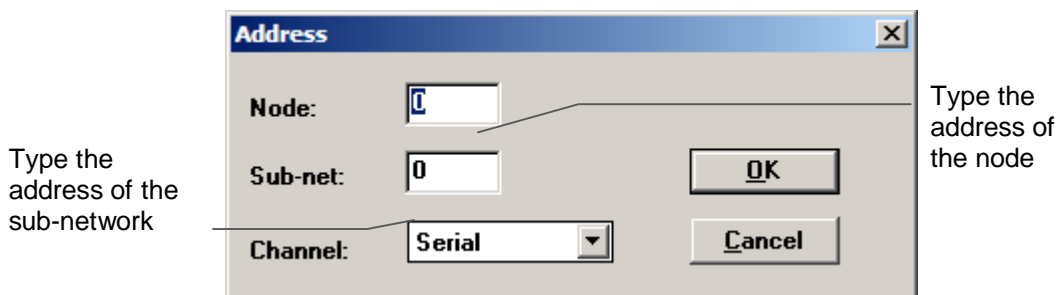 Address
Node:
0
Type the
address of
the node
Type the
address of the
sub-network
Sub-net:
0
OK
Channel:
Serial
Cancel